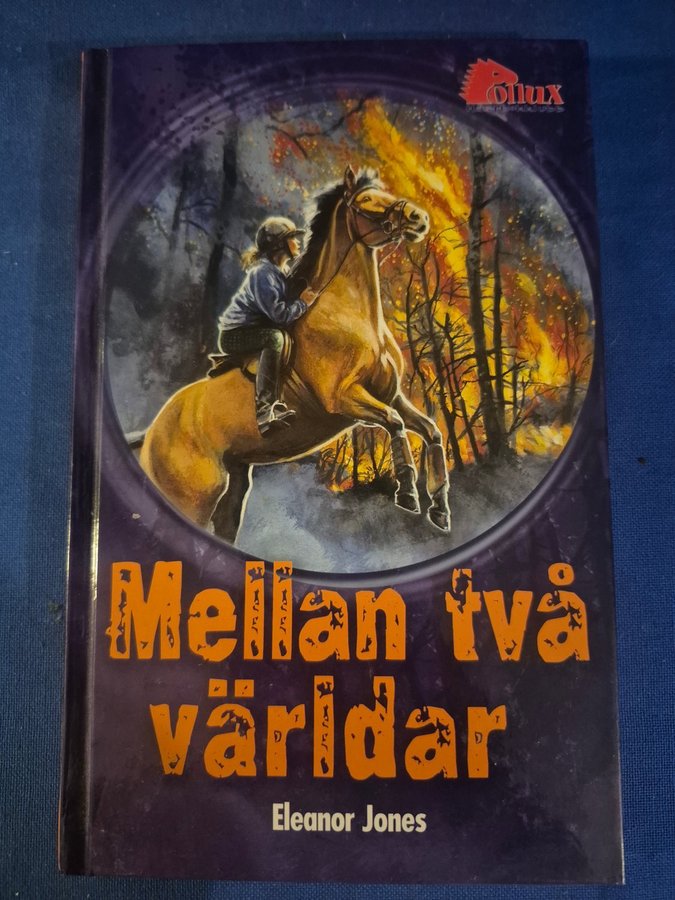 Pollux
Mellan två
världar
Eleanor Jones